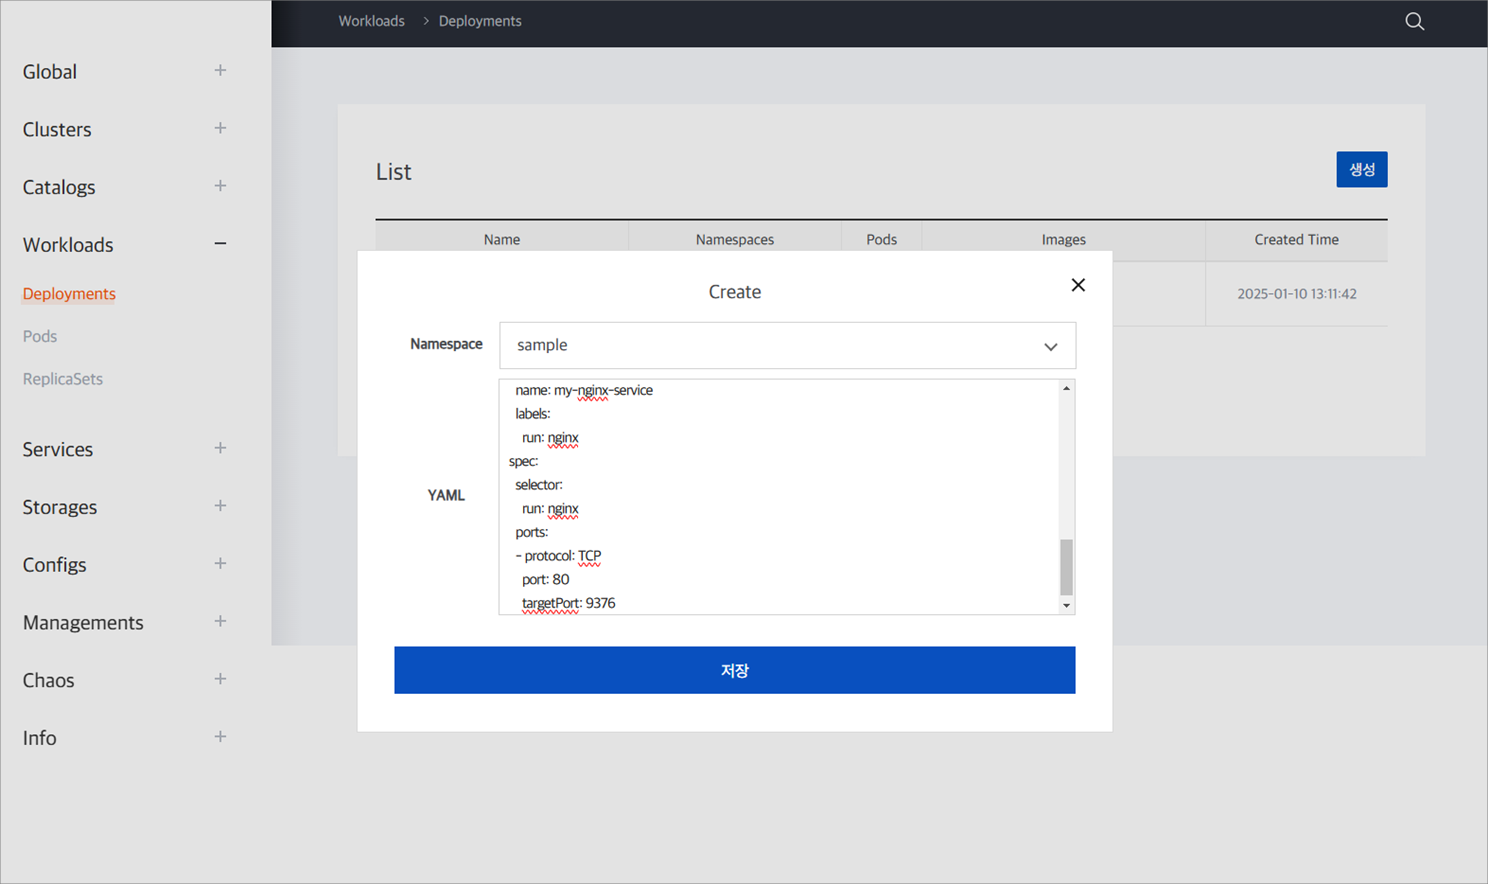 Workloads > Deployments
Global
Clusters
Catalogs
Workloads
Deployments
Pods
ReplicaSets
Services
Storages
Configs
Managements
Chaos
Info
List
생성
Name Namespaces Pods Images Created Time
2025-01-10 13:11:42
Create
Namespace sample
YAML
name: my-nginx-service
labels:
run: nginx
spec:
selector:
run: nginx
ports:
- protocol: TCP
port: 80
targetPort: 9376
저장